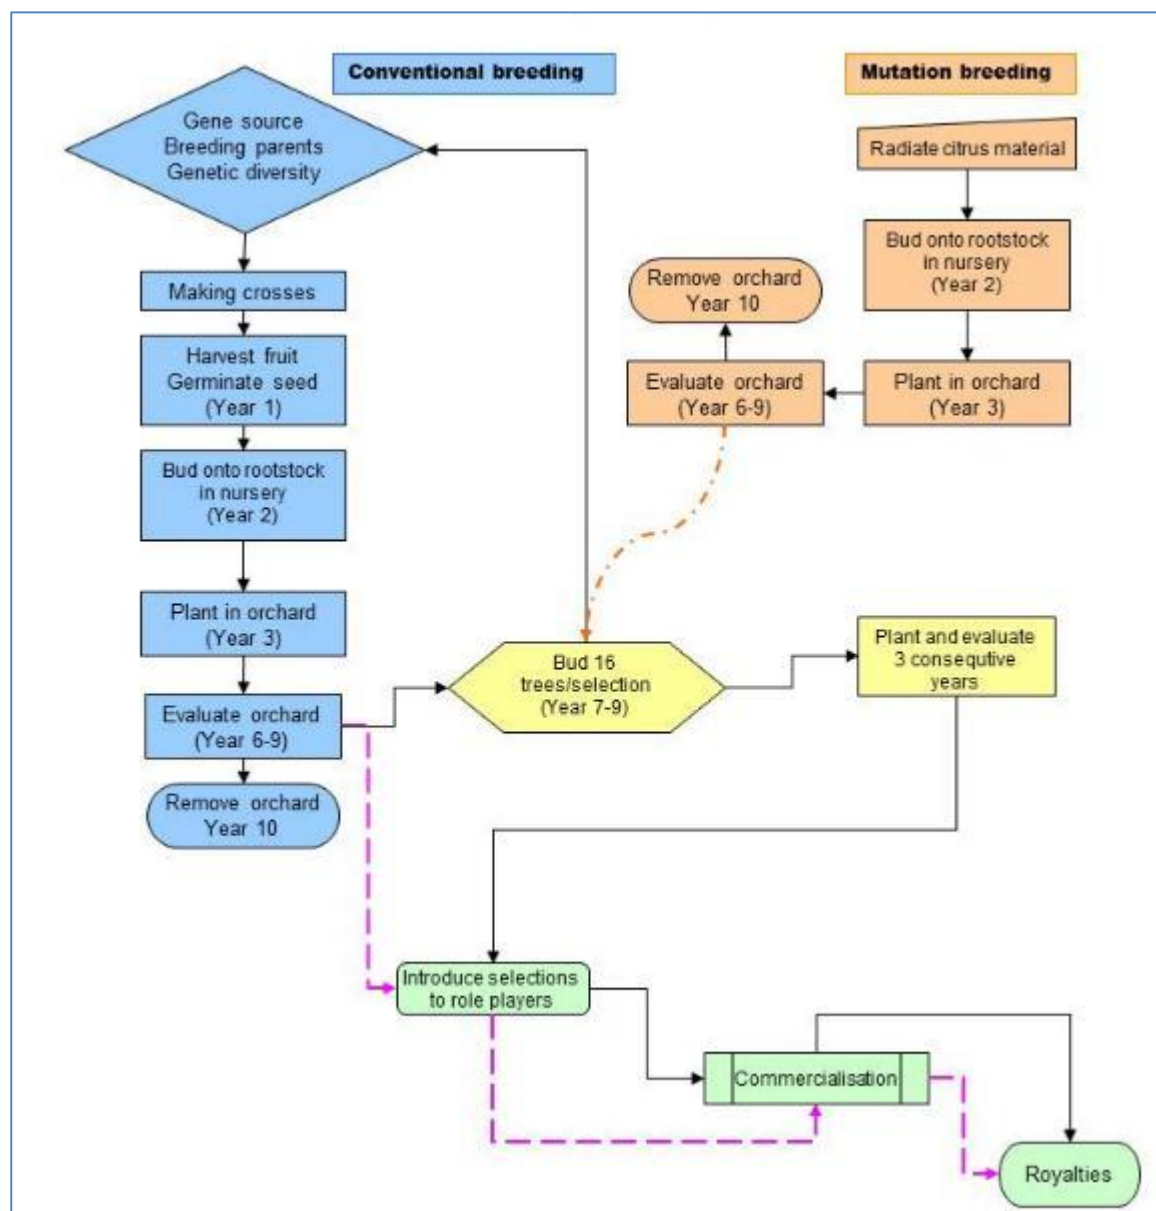 Conventional breeding
Mutation breeding
Gene source
Breeding parents
Genetic diversity
Making crosses
Harvest fruit
Germinate seed
(Year 1)
Bud onto rootstock
in nursery
(Year 2)
Plant in orchard
(Year 3)
Evaluate orchard
(Year 6-9)
Remove orchard
Year 10
Radiate citrus material
Bud onto rootstock
in nursery
(Year 2)
Plant in orchard
(Year 3)
Evaluate orchard
(Year 6-9)
Remove orchard
Year 10
Bud 16
trees/selection
(Year 7-9)
Plant and evaluate
3 consequtive
years
Introduce selections
to role players
Commercialisation
Royalties